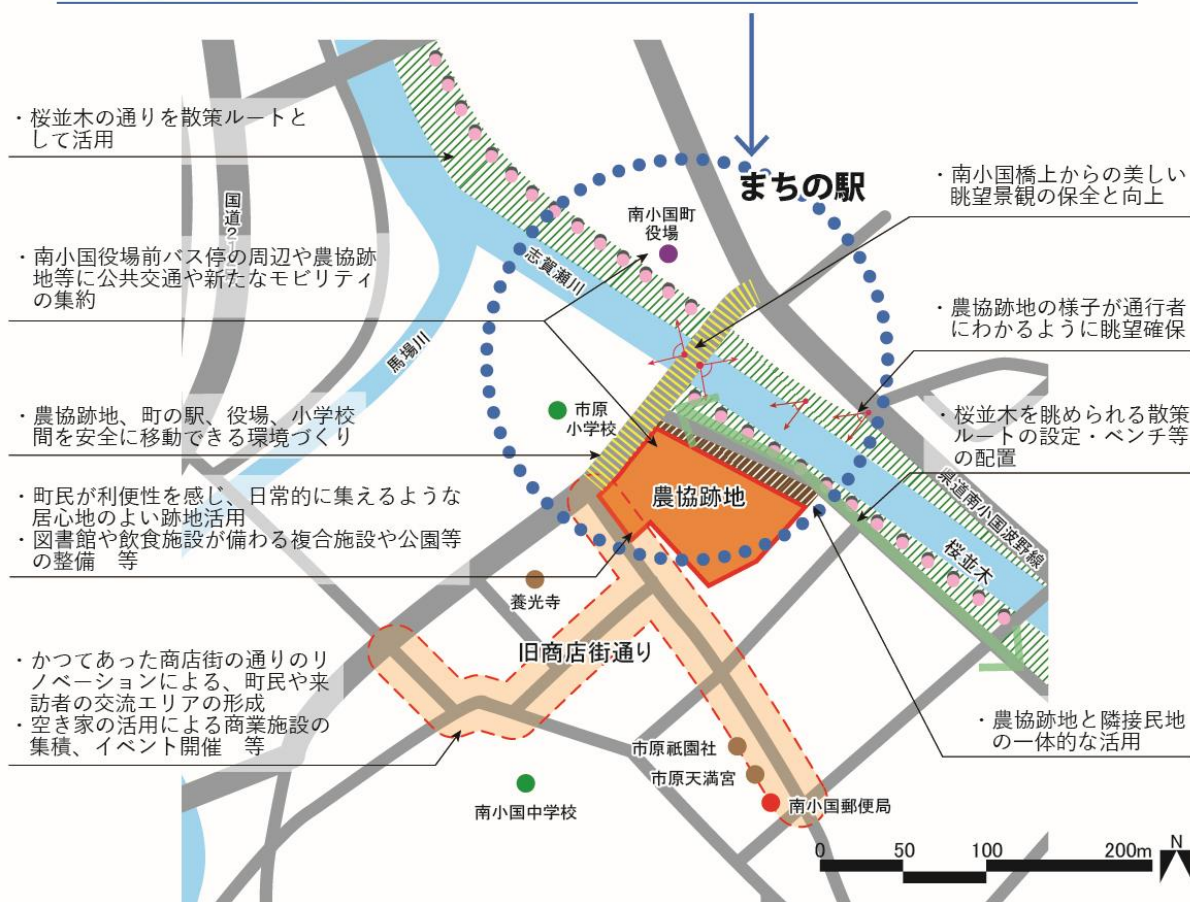 ・桜並木の通りを散策ルートと
して活用
・南小国役場前バス停の周辺や農協跡
地等に公共交通や新たなモビリティ
の集約
・農協跡地、町の駅、役場、小学校
間を安全に移動できる環境づくり
・町民が利便性を感じ、日常的に集えるような
居心地のよい跡地活用
・図書館や飲食施設が備わる複合施設や公園等
の整備 等
・かつてあった商店街の通りのリ
ノベーションによる、町民や来
訪者の交流エリアの形成
・空き家の活用による商業施設の
集積、イベント開催 等
国道2
馬場川
志賀瀬川
南小国町
役場
まちの駅
市原
小学校
農協跡地
養光寺
旧商店街通り
市原祇園社
市原天満宮
南小国郵便局
南小国中学校
桜並木
県道南小国波野線
・南小国橋上からの美しい
眺望景観の保全と向上
・農協跡地の様子が通行者
にわかるように眺望確保
・桜並木を眺められる散策
ルートの設定・ベンチ等
の配置
・農協跡地と隣接民地
の一体的な活用
0 50 100 200m
N